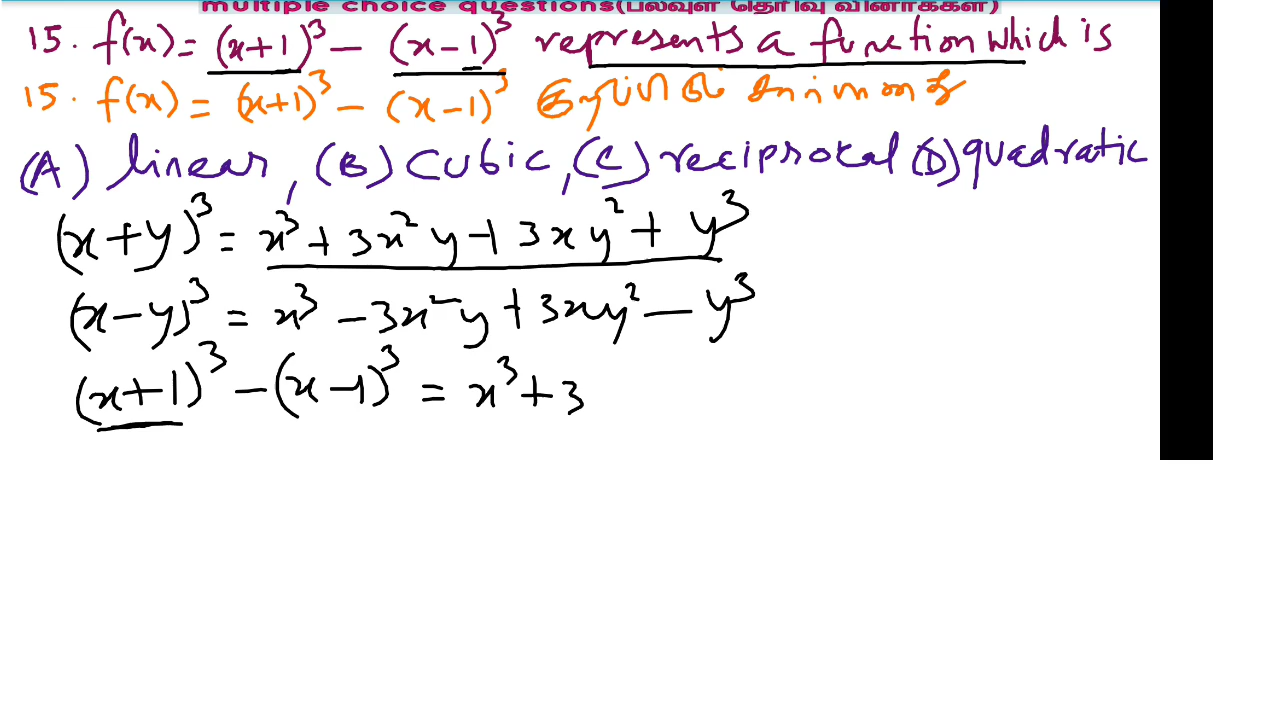 multiple choice questions(பலவுள் தெரிவு வினாக்கள்)
15. f(x) = (x+1)³ − (x−1)³ represents a function which is
15. f(x) = (x+1)³ − (x−1)³ குறிப்பிடும் சார்பானது
(A) linear, (B) Cubic, (C) reciprokal (D) quadratic
(x+y)³ = x³ + 3x²y + 3xy² + y³
(x−y)³ = x³ − 3x²y + 3xy² − y³
(x+1)³ − (x−1)³ = x³ + 3